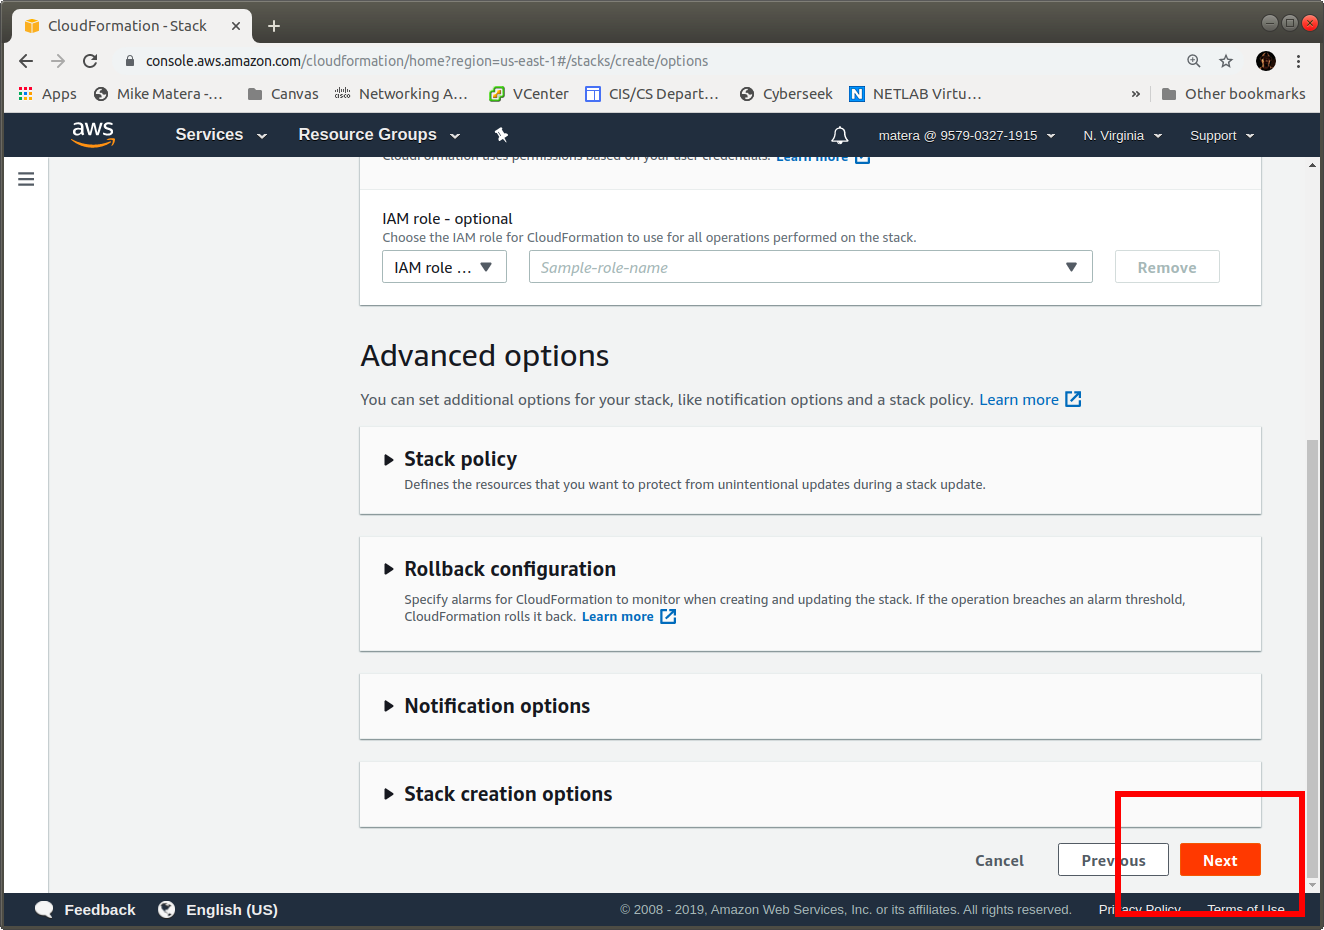 CloudFormation - Stack
console.aws.amazon.com/cloudformation/home?region=us-east-1#/stacks/create/options
Apps Mike Matera -... Canvas Networking A... VCenter CIS/CS Depart... Cyberseek NETLAB Virtu... » Other bookmarks
aws Services Resource Groups matera @ 9579-0327-1915 N. Virginia Support
CloudFormation uses permissions based on your user credentials. Learn more
IAM role - optional
Choose the IAM role for CloudFormation to use for all operations performed on the stack.
IAM role ... Sample-role-name Remove
Advanced options
You can set additional options for your stack, like notification options and a stack policy. Learn more
Stack policy
Defines the resources that you want to protect from unintentional updates during a stack update.
Rollback configuration
Specify alarms for CloudFormation to monitor when creating and updating the stack. If the operation breaches an alarm threshold,
CloudFormation rolls it back. Learn more
Notification options
Stack creation options
Cancel Previous Next
Feedback English (US) © 2008 - 2019, Amazon Web Services, Inc. or its affiliates. All rights reserved. Privacy Policy Terms of Use